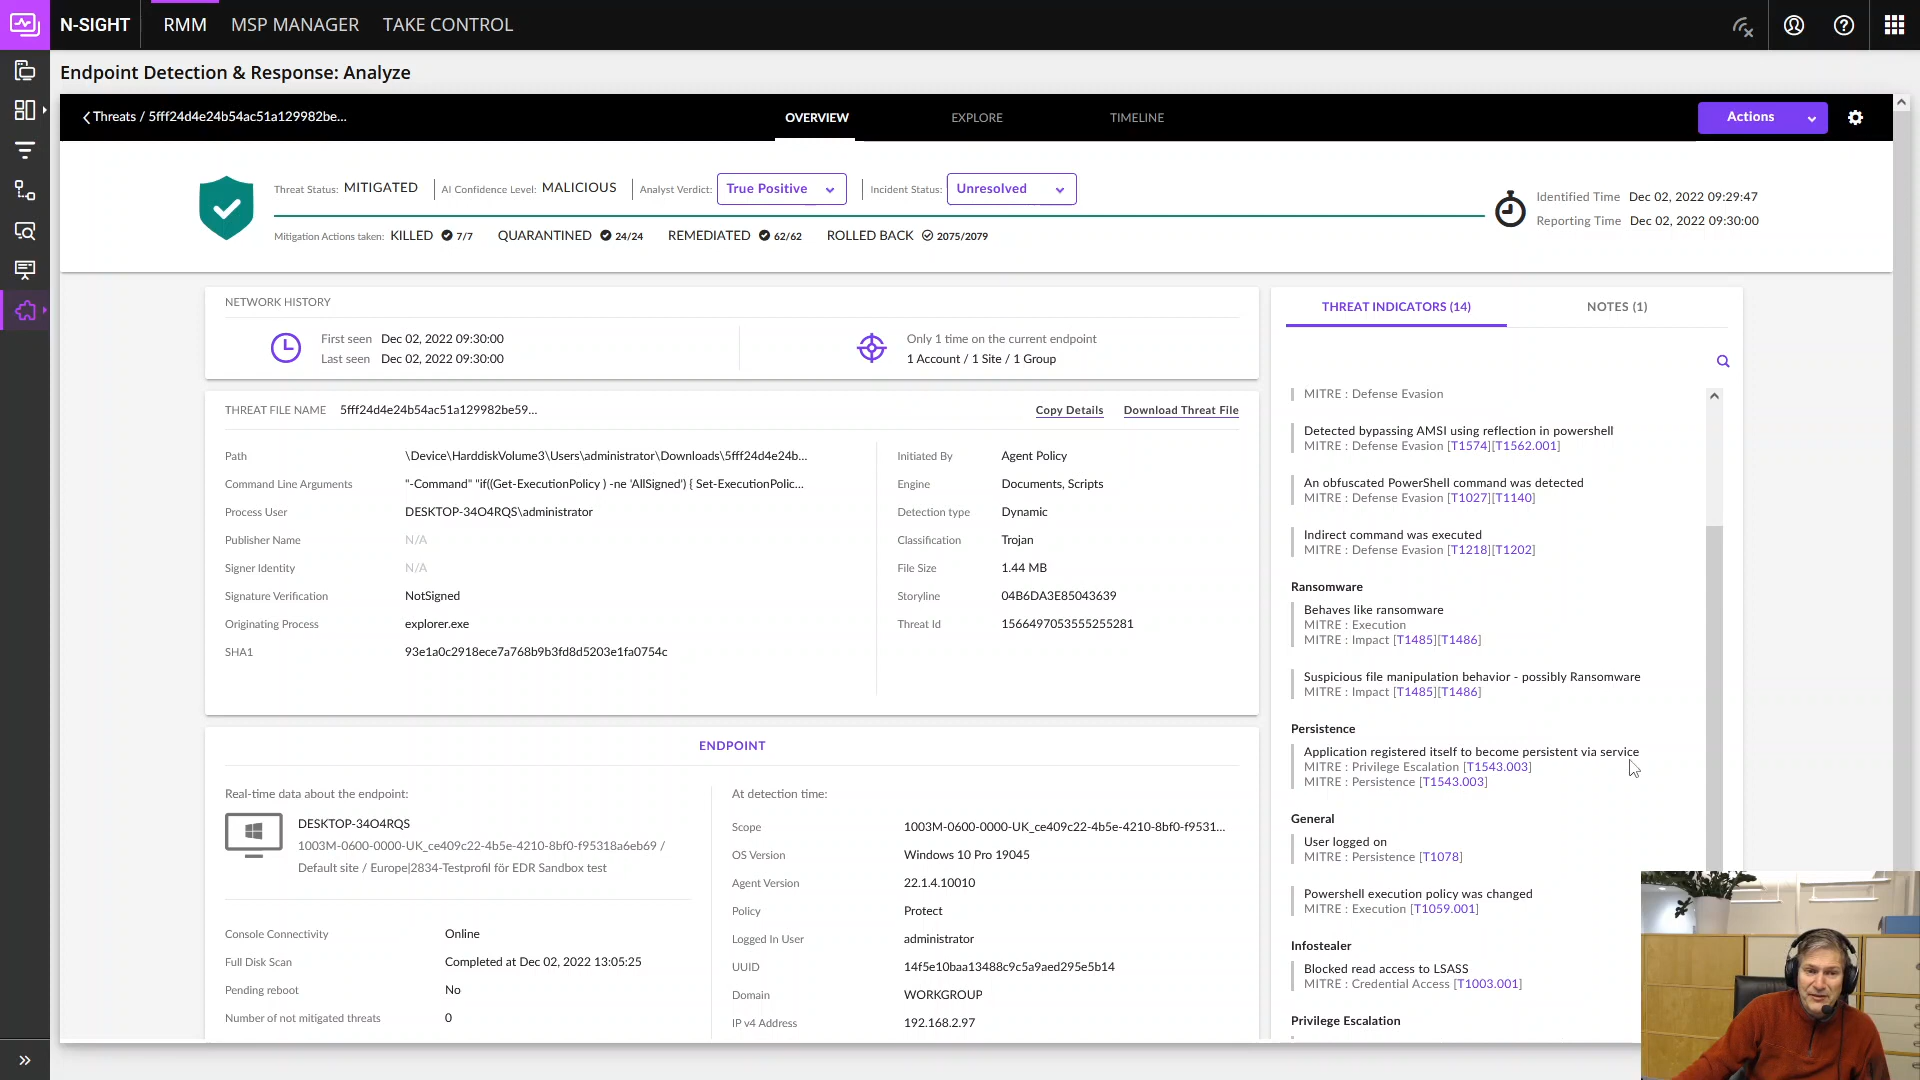 N-SIGHT RMM MSP MANAGER TAKE CONTROL
Endpoint Detection & Response: Analyze
Threats / 5fff24d4e24b54ac51a129982be...
OVERVIEW EXPLORE TIMELINE
Actions
Threat Status: MITIGATED AI Confidence Level: MALICIOUS Analyst Verdict: True Positive Incident Status: Unresolved
Mitigation Actions taken: KILLED 7/7 QUARANTINED 24/24 REMEDIATED 62/62 ROLLED BACK 2075/2079
Identified Time Dec 02, 2022 09:29:47
Reporting Time Dec 02, 2022 09:30:00
NETWORK HISTORY
First seen Dec 02, 2022 09:30:00
Last seen Dec 02, 2022 09:30:00
Only 1 time on the current endpoint
1 Account / 1 Site / 1 Group
THREAT FILE NAME 5fff24d4e24b54ac51a129982be59...
Copy Details Download Threat File
Path \Device\HarddiskVolume3\Users\administrator\Downloads\5fff24d4e24b...
Command Line Arguments "-Command" "if((Get-ExecutionPolicy ) -ne 'AllSigned') { Set-ExecutionPolic...
Process User DESKTOP-34O4RQS\administrator
Publisher Name N/A
Signer Identity N/A
Signature Verification NotSigned
Originating Process explorer.exe
SHA1 93e1a0c2918ece7a768b9b3fd8d5203e1fa0754c
Initiated By Agent Policy
Engine Documents, Scripts
Detection type Dynamic
Classification Trojan
File Size 1.44 MB
Storyline 04B6DA3E85043639
Threat Id 1566497053555255281
ENDPOINT
Real-time data about the endpoint:
DESKTOP-34O4RQS
1003M-0600-0000-UK_ce409c22-4b5e-4210-8bf0-f95318a6eb69 /
Default site / Europe|2834-Testprofil för EDR Sandbox test
Console Connectivity Online
Full Disk Scan Completed at Dec 02, 2022 13:05:25
Pending reboot No
Number of not mitigated threats 0
At detection time:
Scope 1003M-0600-0000-UK_ce409c22-4b5e-4210-8bf0-f9531...
OS Version Windows 10 Pro 19045
Agent Version 22.1.4.10010
Policy Protect
Logged In User administrator
UUID 14f5e10baa13488c9c5a9aed295e5b14
Domain WORKGROUP
IP v4 Address 192.168.2.97
THREAT INDICATORS (14) NOTES (1)
MITRE : Defense Evasion
Detected bypassing AMSI using reflection in powershell
MITRE : Defense Evasion [T1574][T1562.001]
An obfuscated PowerShell command was detected
MITRE : Defense Evasion [T1027][T1140]
Indirect command was executed
MITRE : Defense Evasion [T1218][T1202]
Ransomware
Behaves like ransomware
MITRE : Execution
MITRE : Impact [T1485][T1486]
Suspicious file manipulation behavior - possibly Ransomware
MITRE : Impact [T1485][T1486]
Persistence
Application registered itself to become persistent via service
MITRE : Privilege Escalation [T1543.003]
MITRE : Persistence [T1543.003]
General
User logged on
MITRE : Persistence [T1078]
Powershell execution policy was changed
MITRE : Execution [T1059.001]
Infostealer
Blocked read access to LSASS
MITRE : Credential Access [T1003.001]
Privilege Escalation